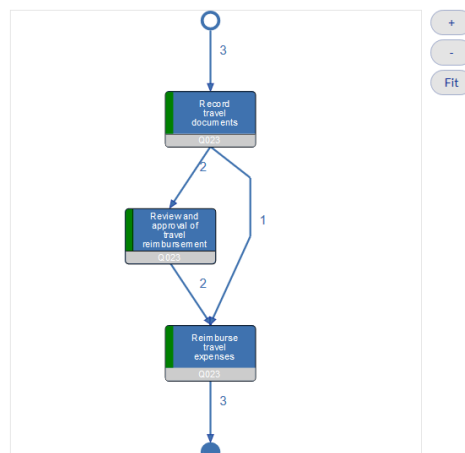 +
3
-
Fit
Record
travel
documents
Q023
2
Review and
approval of
travel
reimbursement
Q023
1
2
Reimburse
travel
expenses
Q023
3